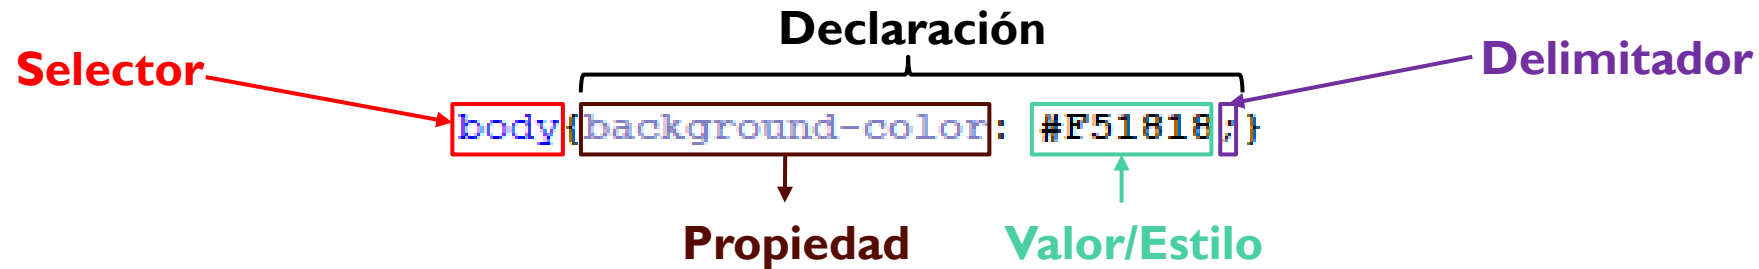 Declaración
Selector
Delimitador
body{background-color: #F51818;}
Propiedad
Valor/Estilo